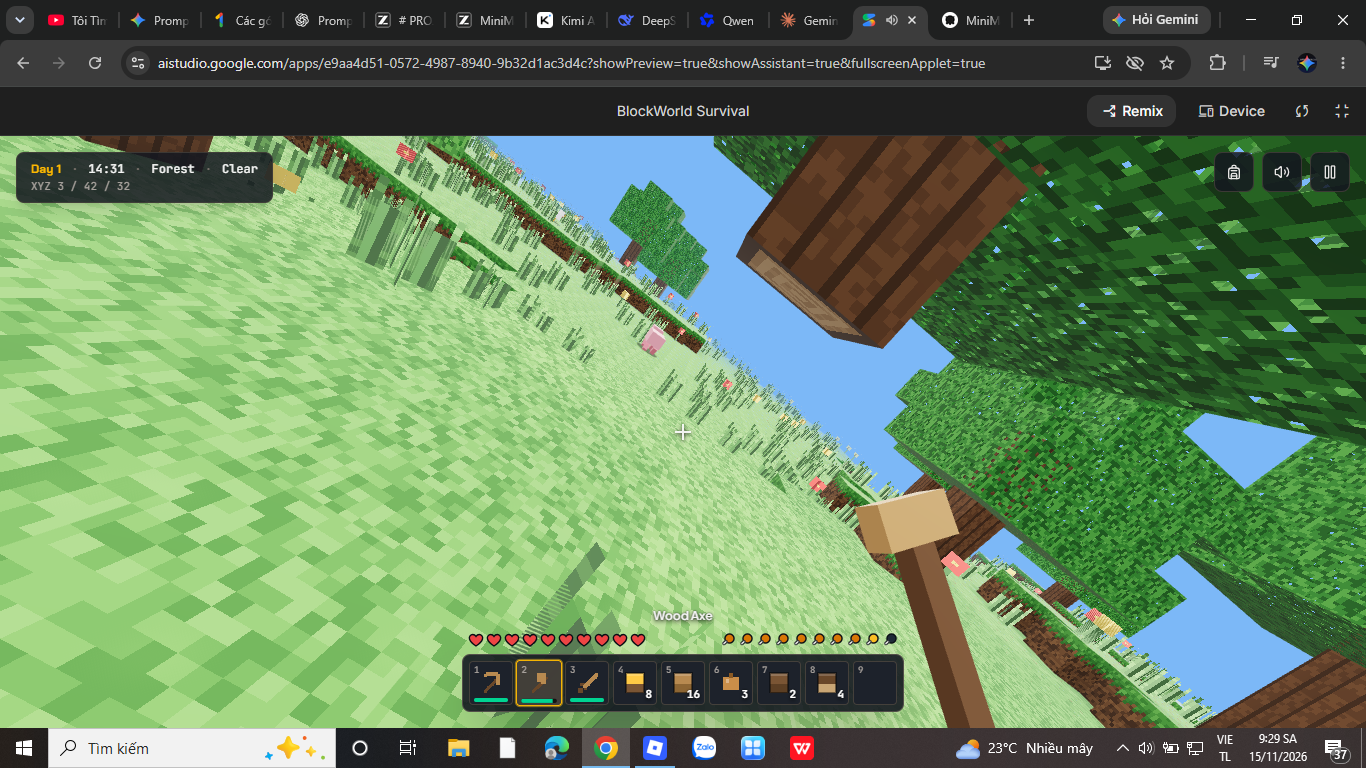 Tôi Tìm
Promp
Các gó
Promp
# PRO
MiniM
Kimi A
DeepS
Qwen
Gemin
MiniM
Hỏi Gemini
aistudio.google.com/apps/e9aa4d51-0572-4987-8940-9b32d1ac3d4c?showPreview=true&showAssistant=true&fullscreenApplet=true
BlockWorld Survival
Remix
Device
Day 1 · 14:31 · Forest · Clear
XYZ 3 / 42 / 32
Wood Axe
1 2 3 4 5 6 7 8 9
8 16 3 2 4
Tìm kiếm
Zalo
23°C Nhiều mây
VIE
TL
9:29 SA
15/11/2026
37